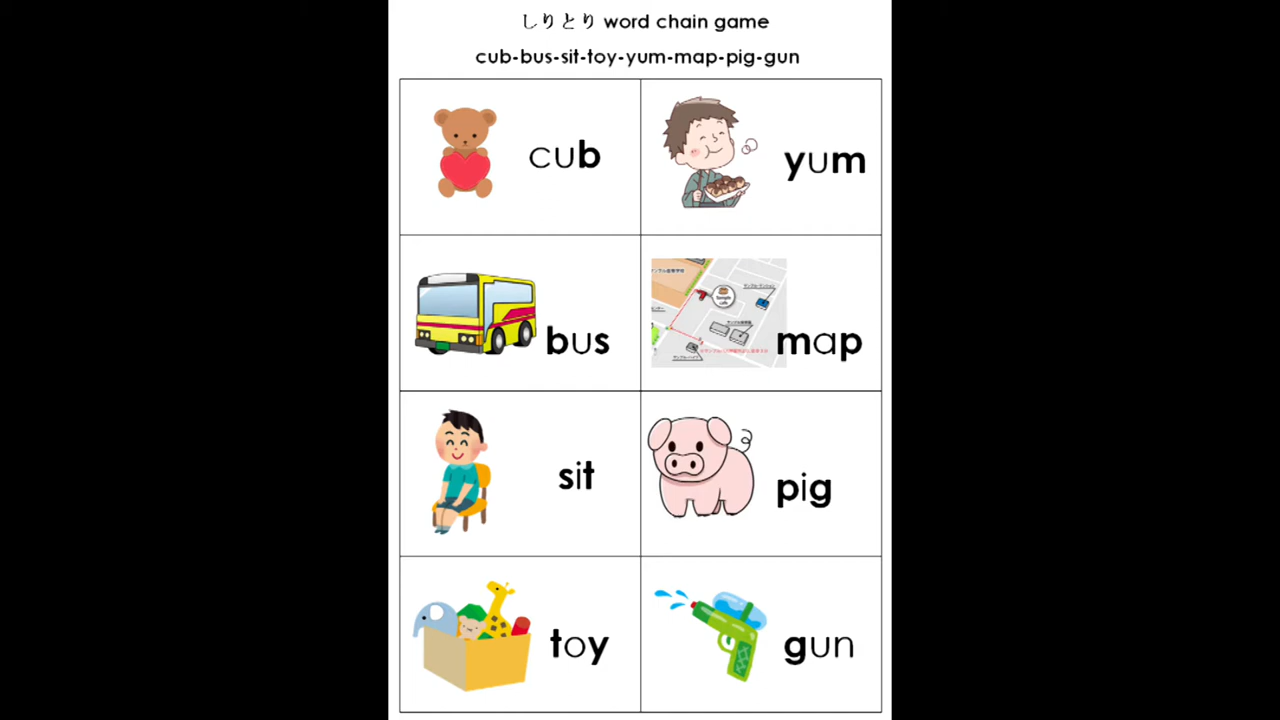 しりとり word chain game
cub-bus-sit-toy-yum-map-pig-gun
cub
yum
bus
map
sit
pig
toy
gun